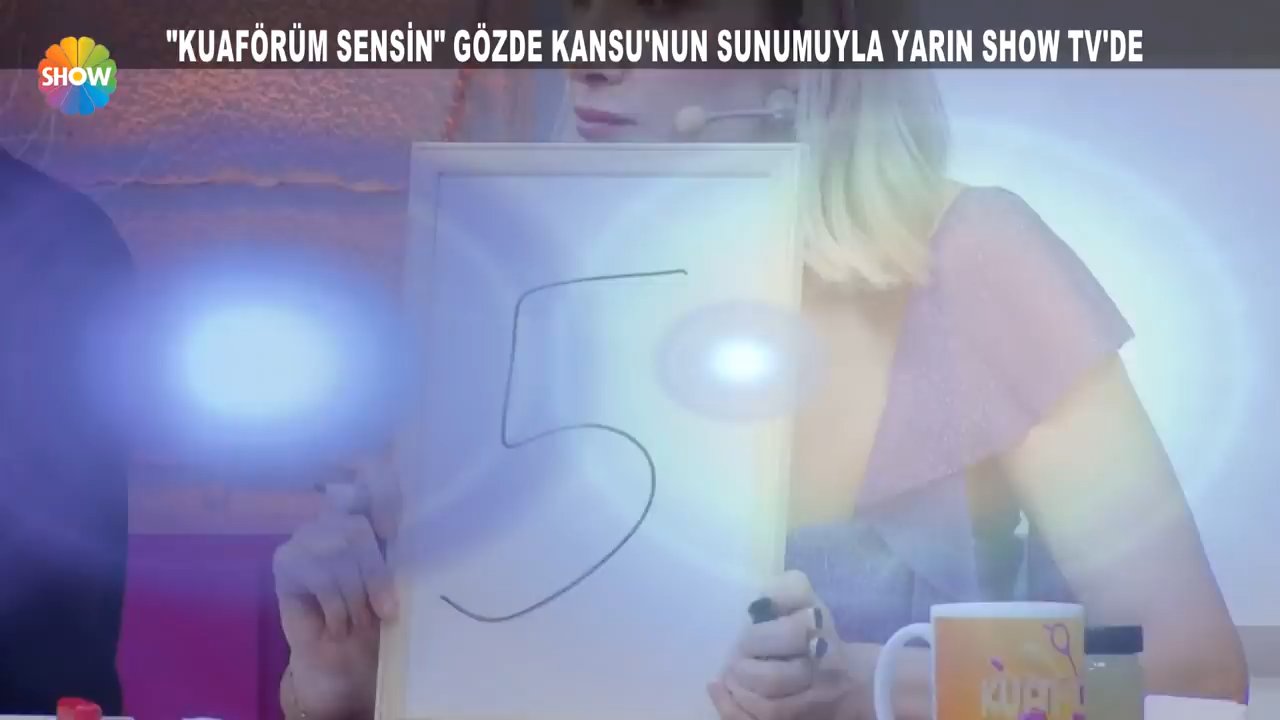 "KUAFÖRÜM SENSİN" GÖZDE KANSU'NUN SUNUMUYLA YARIN SHOW TV'DE
SHOW
5